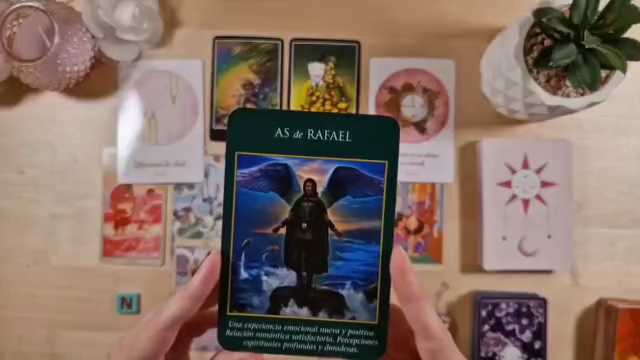 AS de RAFAEL
Una experiencia emocional nueva y positiva.
Relación romántica satisfactoria. Percepciones
espirituales profundas y duraderas.
N